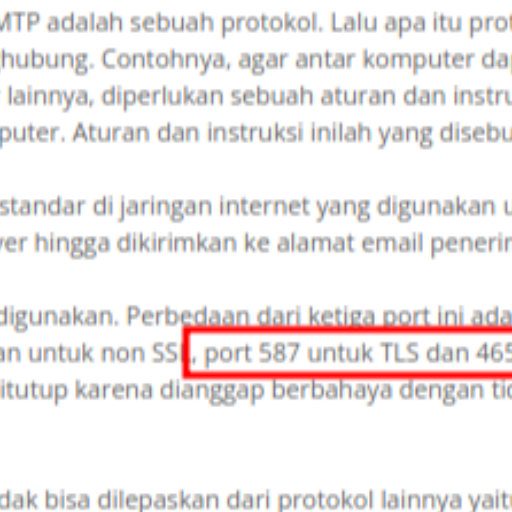 MTP adalah sebuah protokol. Lalu apa itu prot
hubung. Contohnya, agar antar komputer da
lainnya, diperlukan sebuah aturan dan instru
puter. Aturan dan instruksi inilah yang disebu
standar di jaringan internet yang digunakan u
ver hingga dikirimkan ke alamat email peneri
digunakan. Perbedaan dari ketiga port ini ada
an untuk non SSL, port 587 untuk TLS dan 465
itutup karena dianggap berbahaya dengan ti
dak bisa dilepaskan dari protokol lainnya yait